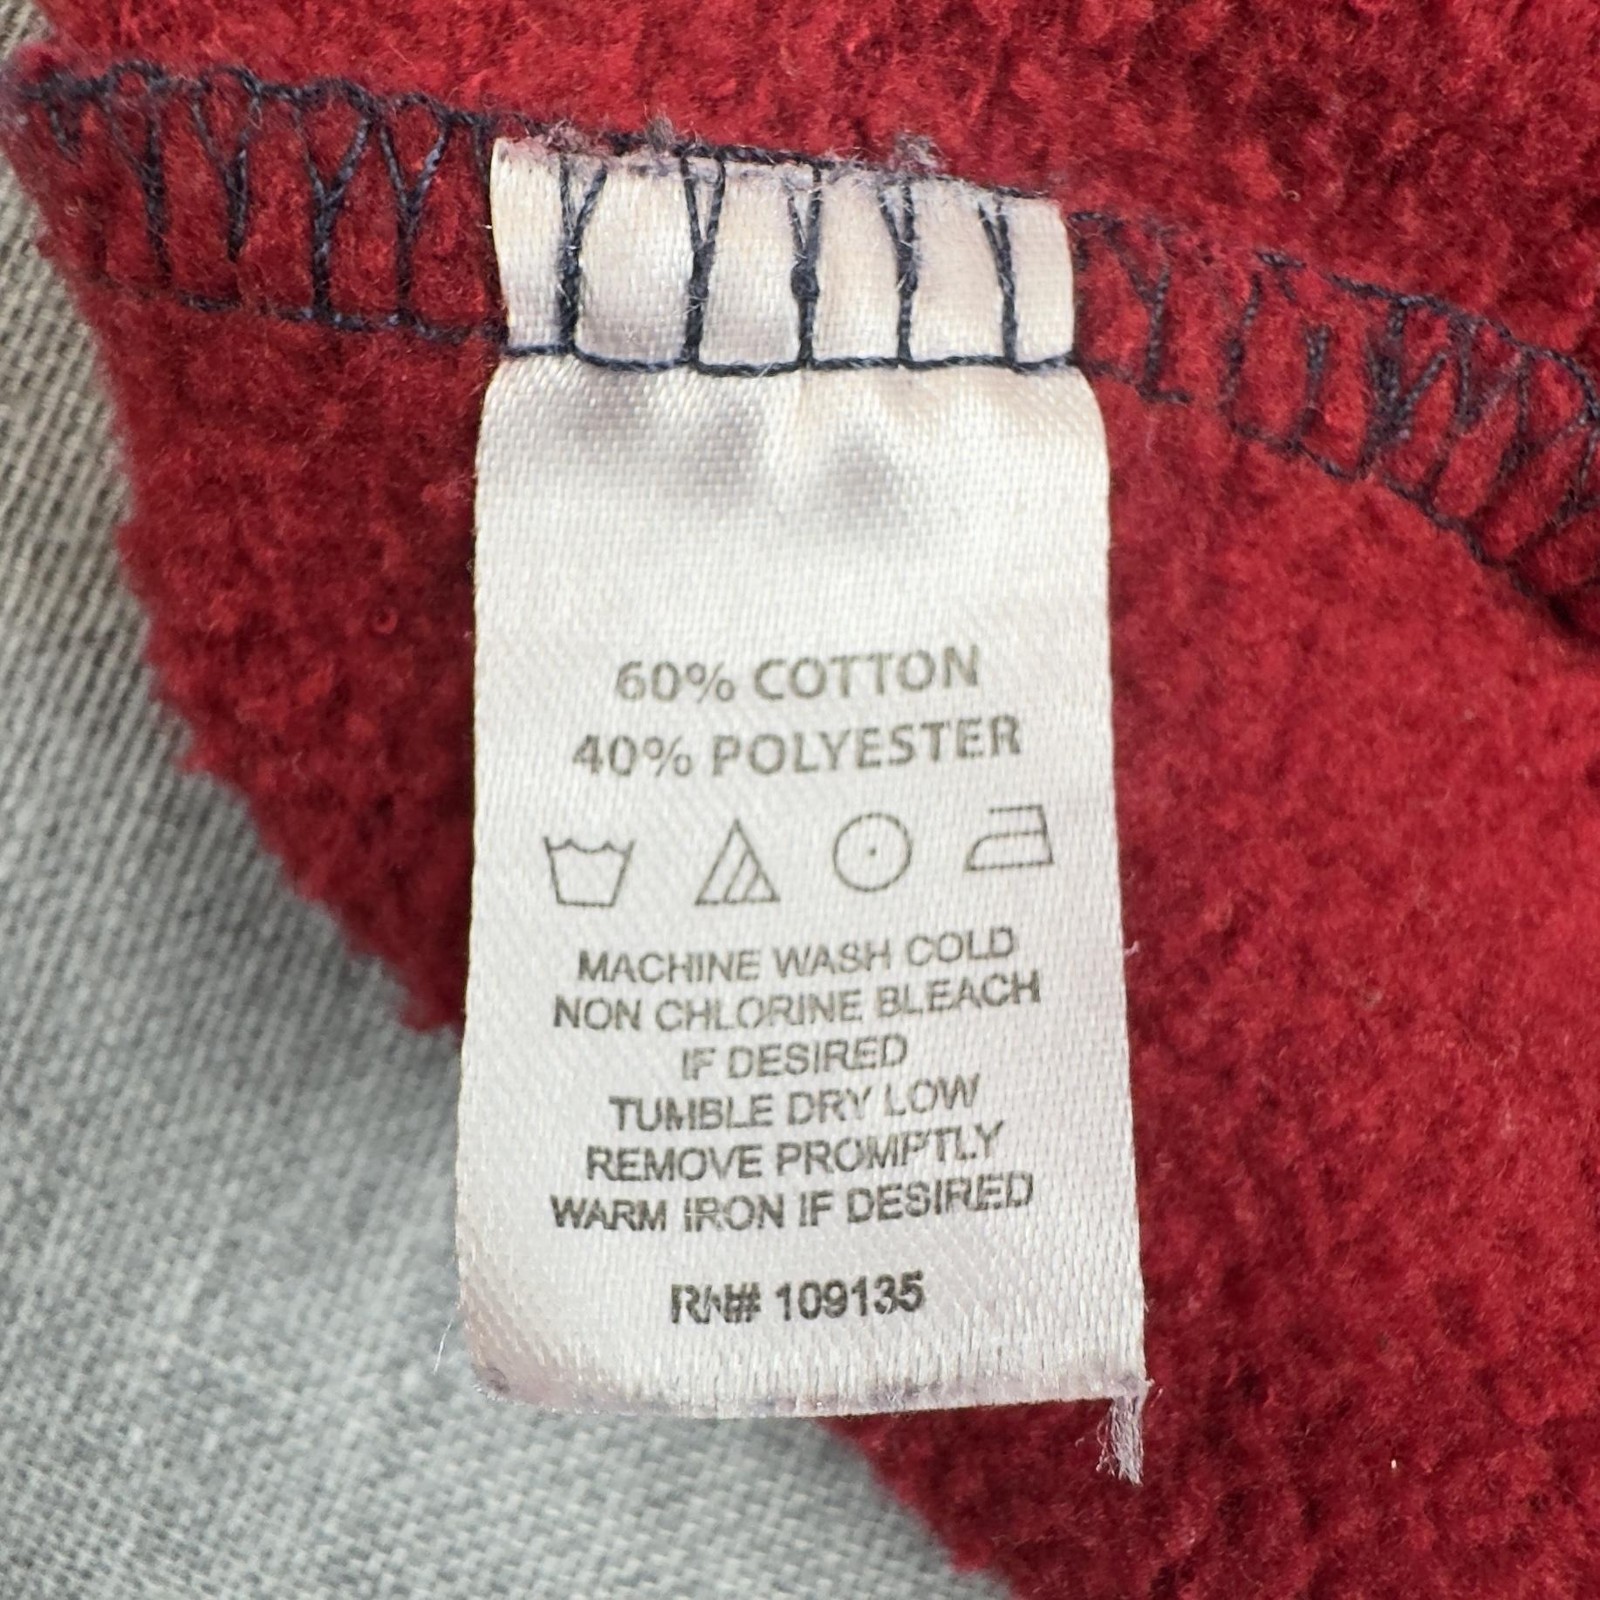 60% COTTON
40% POLYESTER
MACHINE WASH COLD
NON CHLORINE BLEACH
IF DESIRED
TUMBLE DRY LOW
REMOVE PROMPTLY
WARM IRON IF DESIRED
RN# 109135